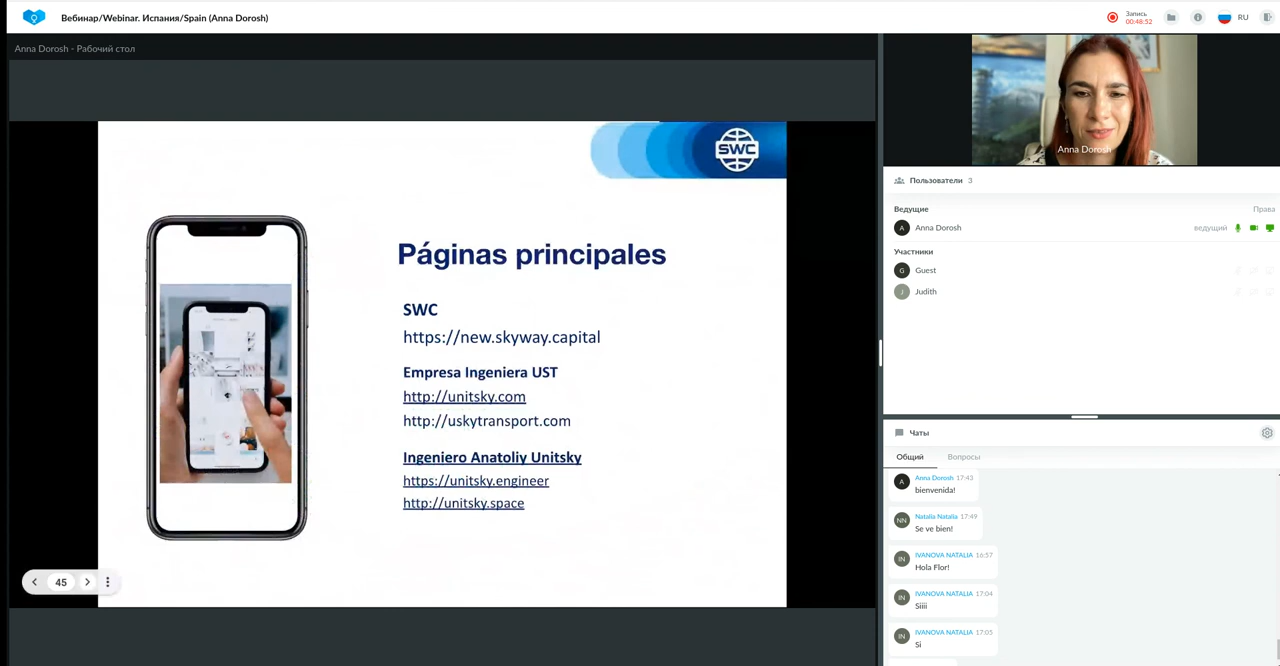 Вебинар/Webinar. Испания/Spain (Anna Dorosh)
Запись
00:48:52
RU
Anna Dorosh - Рабочий стол
SWC
Páginas principales
SWC
https://new.skyway.capital
Empresa Ingeniera UST
http://unitsky.com
http://uskytransport.com
Ingeniero Anatoliy Unitsky
https://unitsky.engineer
http://unitsky.space
45
Anna Dorosh
Пользователи 3
Ведущие Права
A Anna Dorosh ведущий
Участники
G Guest
J Judith
Чаты
Общий Вопросы
A Anna Dorosh 17:43
bienvenida!
NN Natalia Natalia 17:49
Se ve bien!
IN IVANOVA NATALIA 16:57
Hola Flor!
IN IVANOVA NATALIA 17:04
Siiii
IN IVANOVA NATALIA 17:05
Si